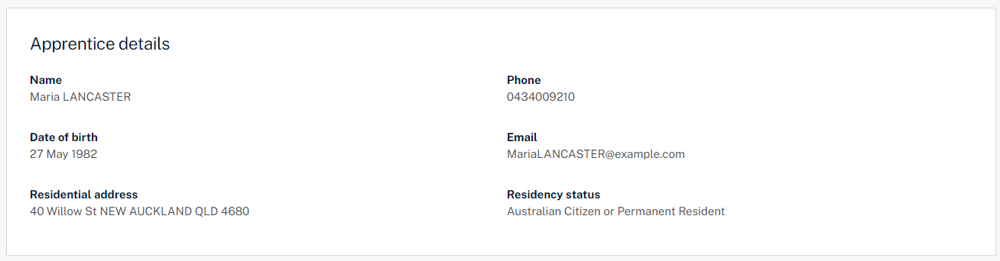 Apprentice details
Name
Maria LANCASTER
Phone
0434009210
Date of birth
27 May 1982
Email
MariaLANCASTER@example.com
Residential address
40 Willow St NEW AUCKLAND QLD 4680
Residency status
Australian Citizen or Permanent Resident